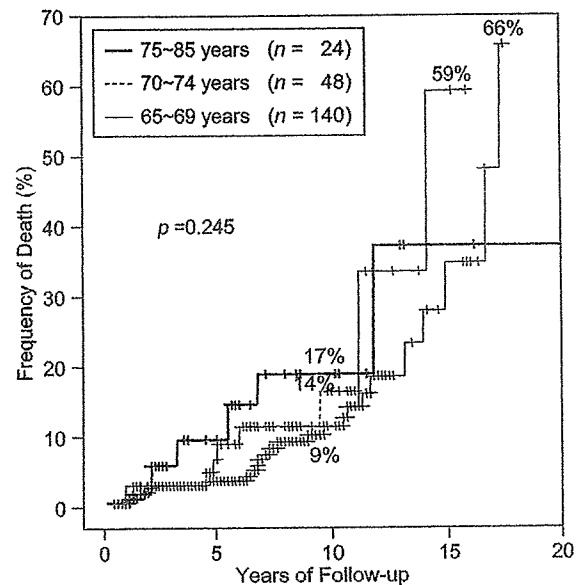 70
60
50
40
30
20
10
0
Frequency of Death (%)
75~85 years (n = 24)
70~74 years (n = 48)
65~69 years (n = 140)
p =0.245
66%
59%
17%
14%
9%
0 5 10 15 20
Years of Follow-up